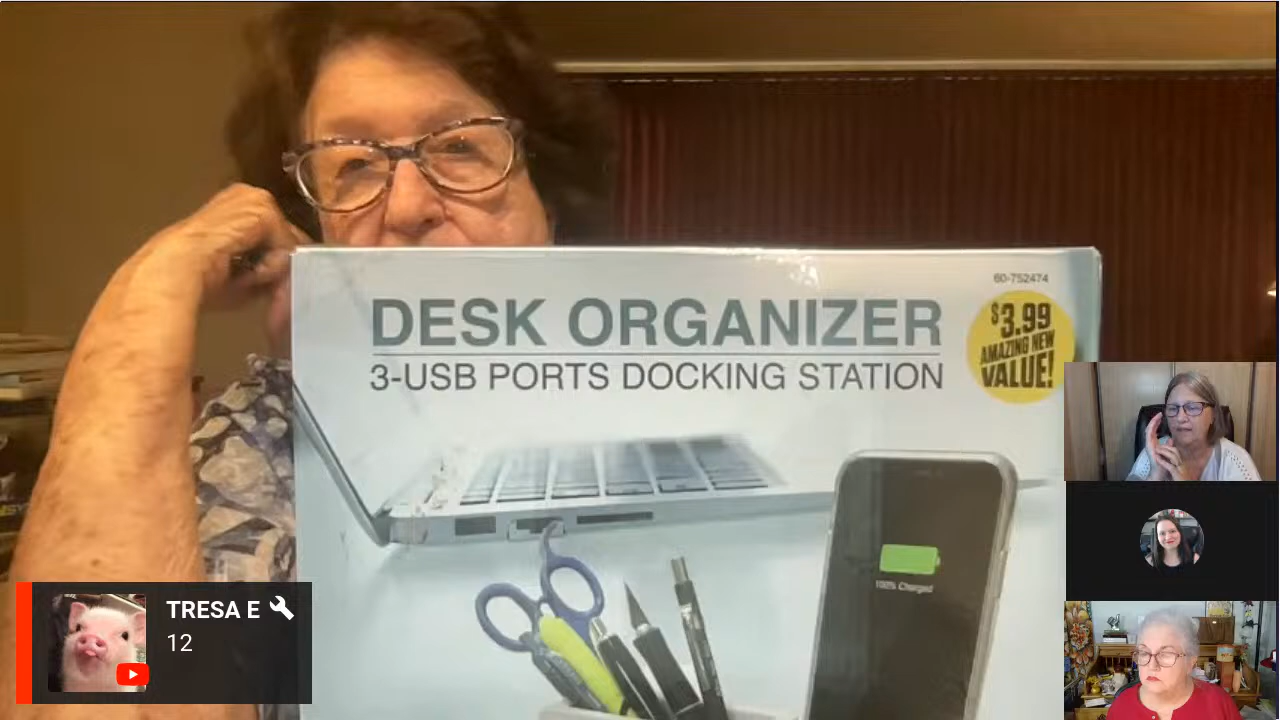 60-752474
DESK ORGANIZER
$3.99
AMAZING NEW
VALUE!
3-USB PORTS DOCKING STATION
100% Charged
TRESA E
12